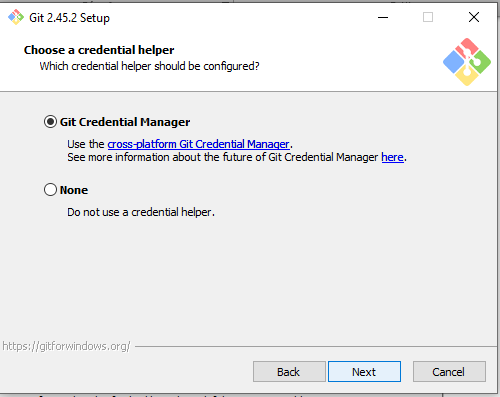 Git 2.45.2 Setup
Choose a credential helper
Which credential helper should be configured?
Git Credential Manager
Use the cross-platform Git Credential Manager.
See more information about the future of Git Credential Manager here.
None
Do not use a credential helper.
https://gitforwindows.org/
Back Next Cancel